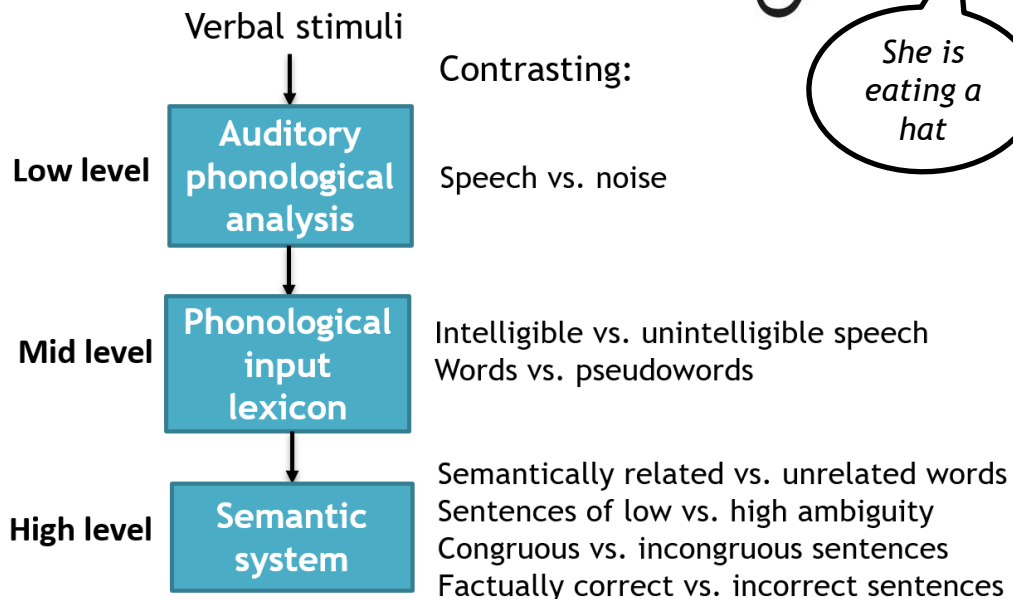 Verbal stimuli
Contrasting:
She is
eating a
hat
Low level
Auditory
phonological
analysis
Speech vs. noise
Mid level
Phonological
input
lexicon
Intelligible vs. unintelligible speech
Words vs. pseudowords
High level
Semantic
system
Semantically related vs. unrelated words
Sentences of low vs. high ambiguity
Congruous vs. incongruous sentences
Factually correct vs. incorrect sentences